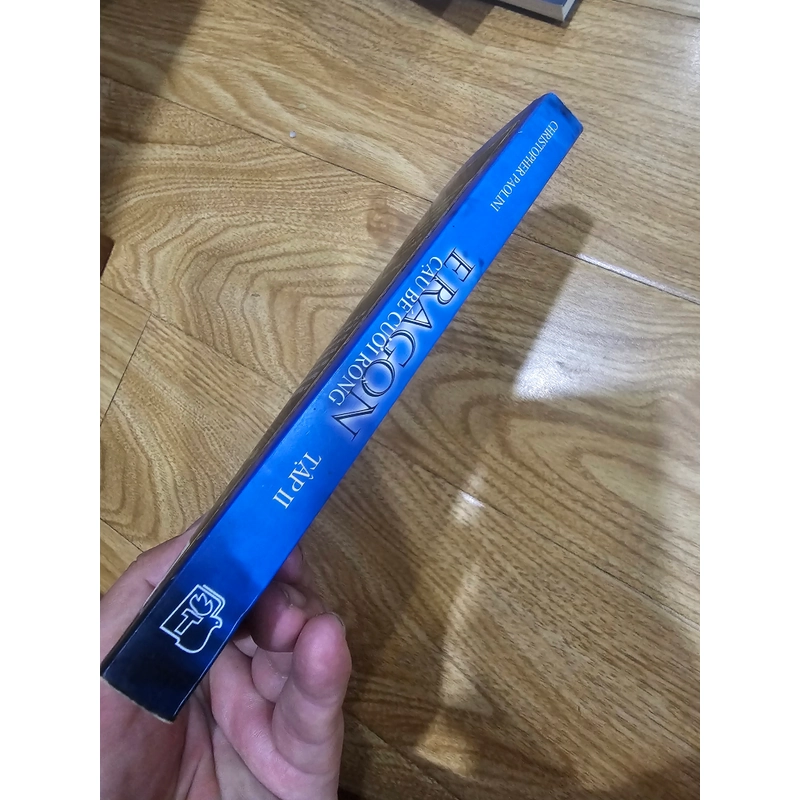 CHRISTOPHER PAOLINI
ERAGON
CẬU BÉ CƯỠI RỒNG
TẬP II